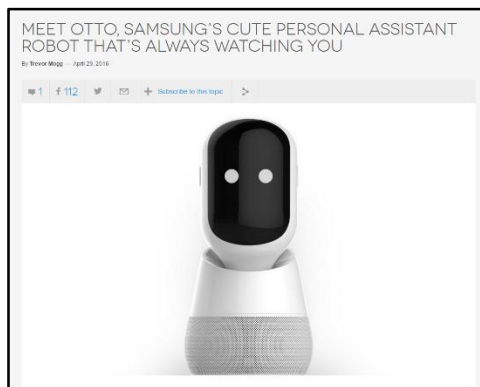 MEET OTTO, SAMSUNG'S CUTE PERSONAL ASSISTANT
ROBOT THAT'S ALWAYS WATCHING YOU
By Trevor Mogg — April 29, 2016
1 112 Subscribe to this topic